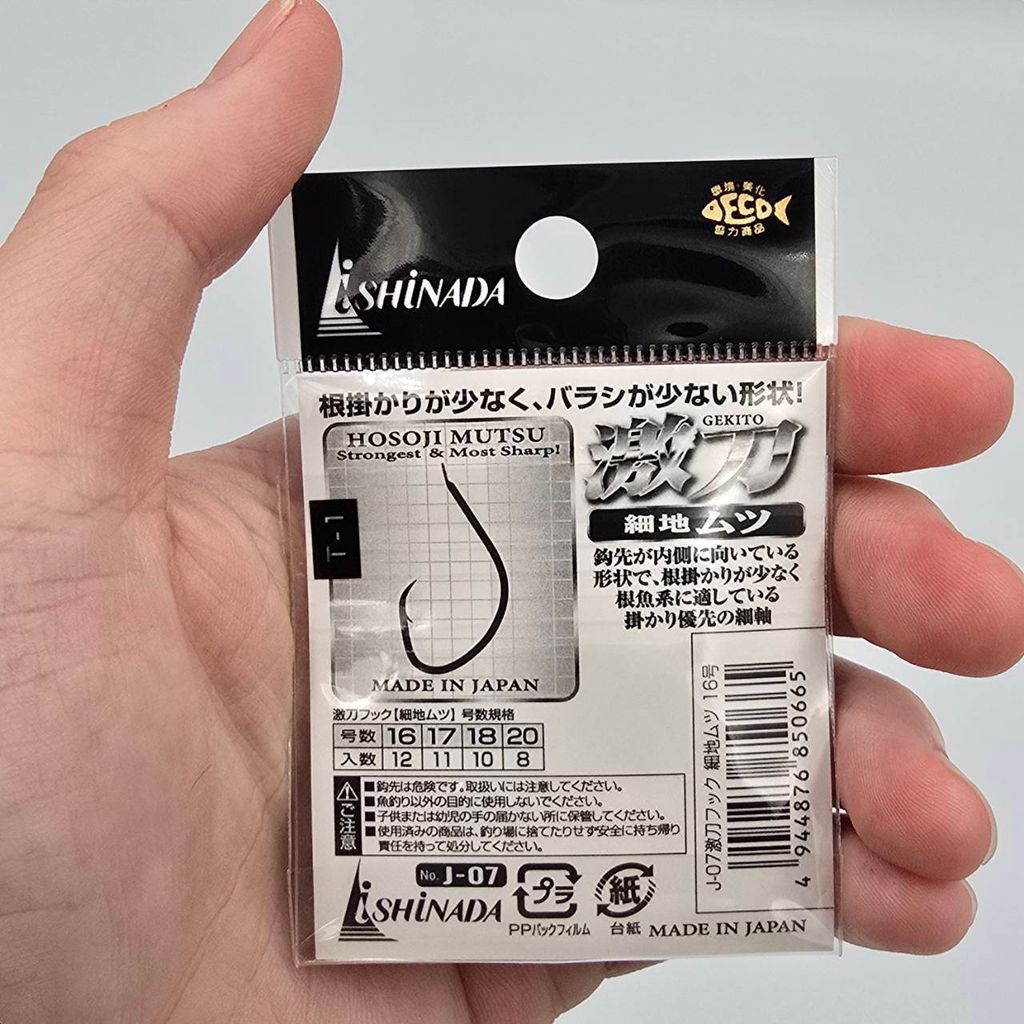 環境・美化
ECO
協力商品
iSHiNADA
根掛かりが少なく、バラシが少ない形状!
HOSOJI MUTSU
Strongest & Most Sharp!
MADE IN JAPAN
T-1
GEKITO
激刀
細地ムツ
鈎先が内側に向いている
形状で、根掛かりが少なく
根魚系に適している
掛かり優先の細軸
激刀フック【細地ムツ】号数規格
号数 16 17 18 20
入数 12 11 10 8
ご注意
■鈎先は危険です。取扱いには注意してください。
■魚釣り以外の目的に使用しないでください。
■子供または幼児の手の届かない所に保管してください。
■使用済みの商品は、釣り場に捨てたりせず安全に持ち帰り
責任を持って処分してください。
J-07激刀フック 細地ムツ 16号
4 944876 850665
No. J-07
iSHiNADA
プラ
PPパックフィルム
紙
台紙
MADE IN JAPAN